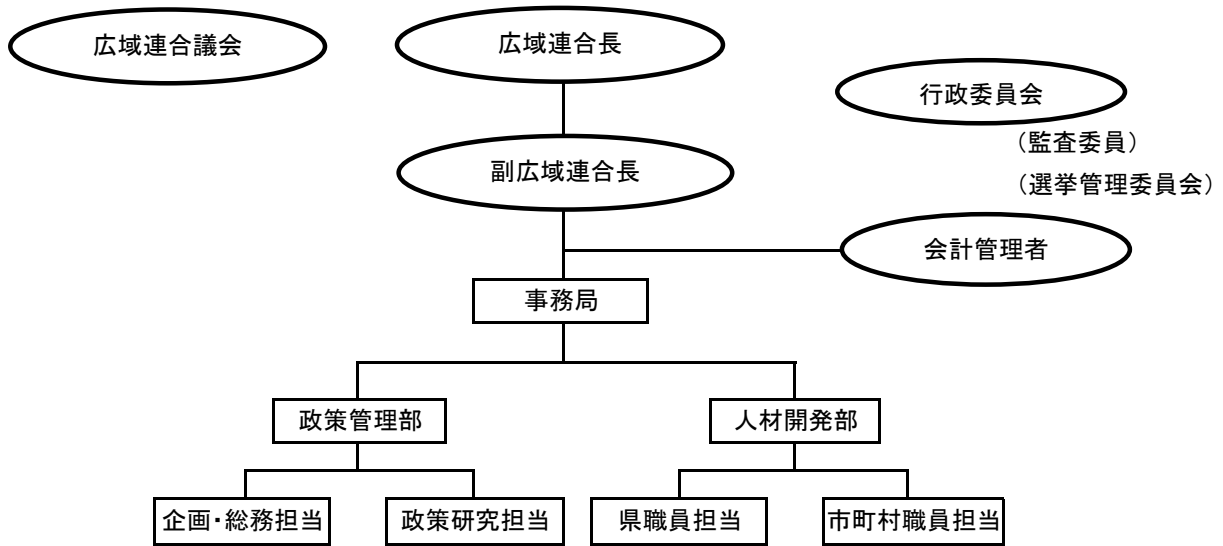 広域連合議会
広域連合長
行政委員会
（監査委員）
（選挙管理委員会）
副広域連合長
会計管理者
事務局
政策管理部
人材開発部
企画・総務担当
政策研究担当
県職員担当
市町村職員担当